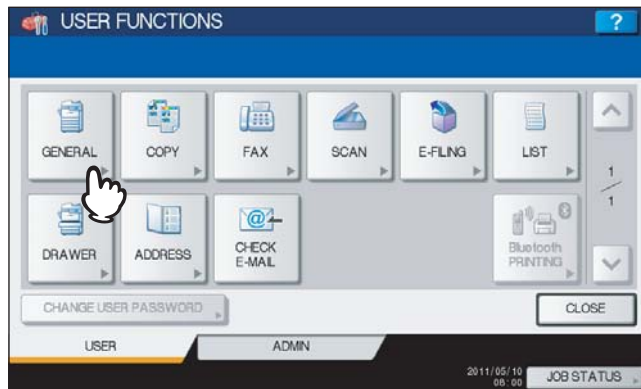 USER FUNCTIONS
?
GENERAL
COPY
FAX
SCAN
E-FILING
LIST
1
1
DRAWER
ADDRESS
@
CHECK
E-MAIL
Bluetooth
PRINTING
CHANGE USER PASSWORD
CLOSE
USER
ADMIN
2011/05/10
08:00
JOB STATUS